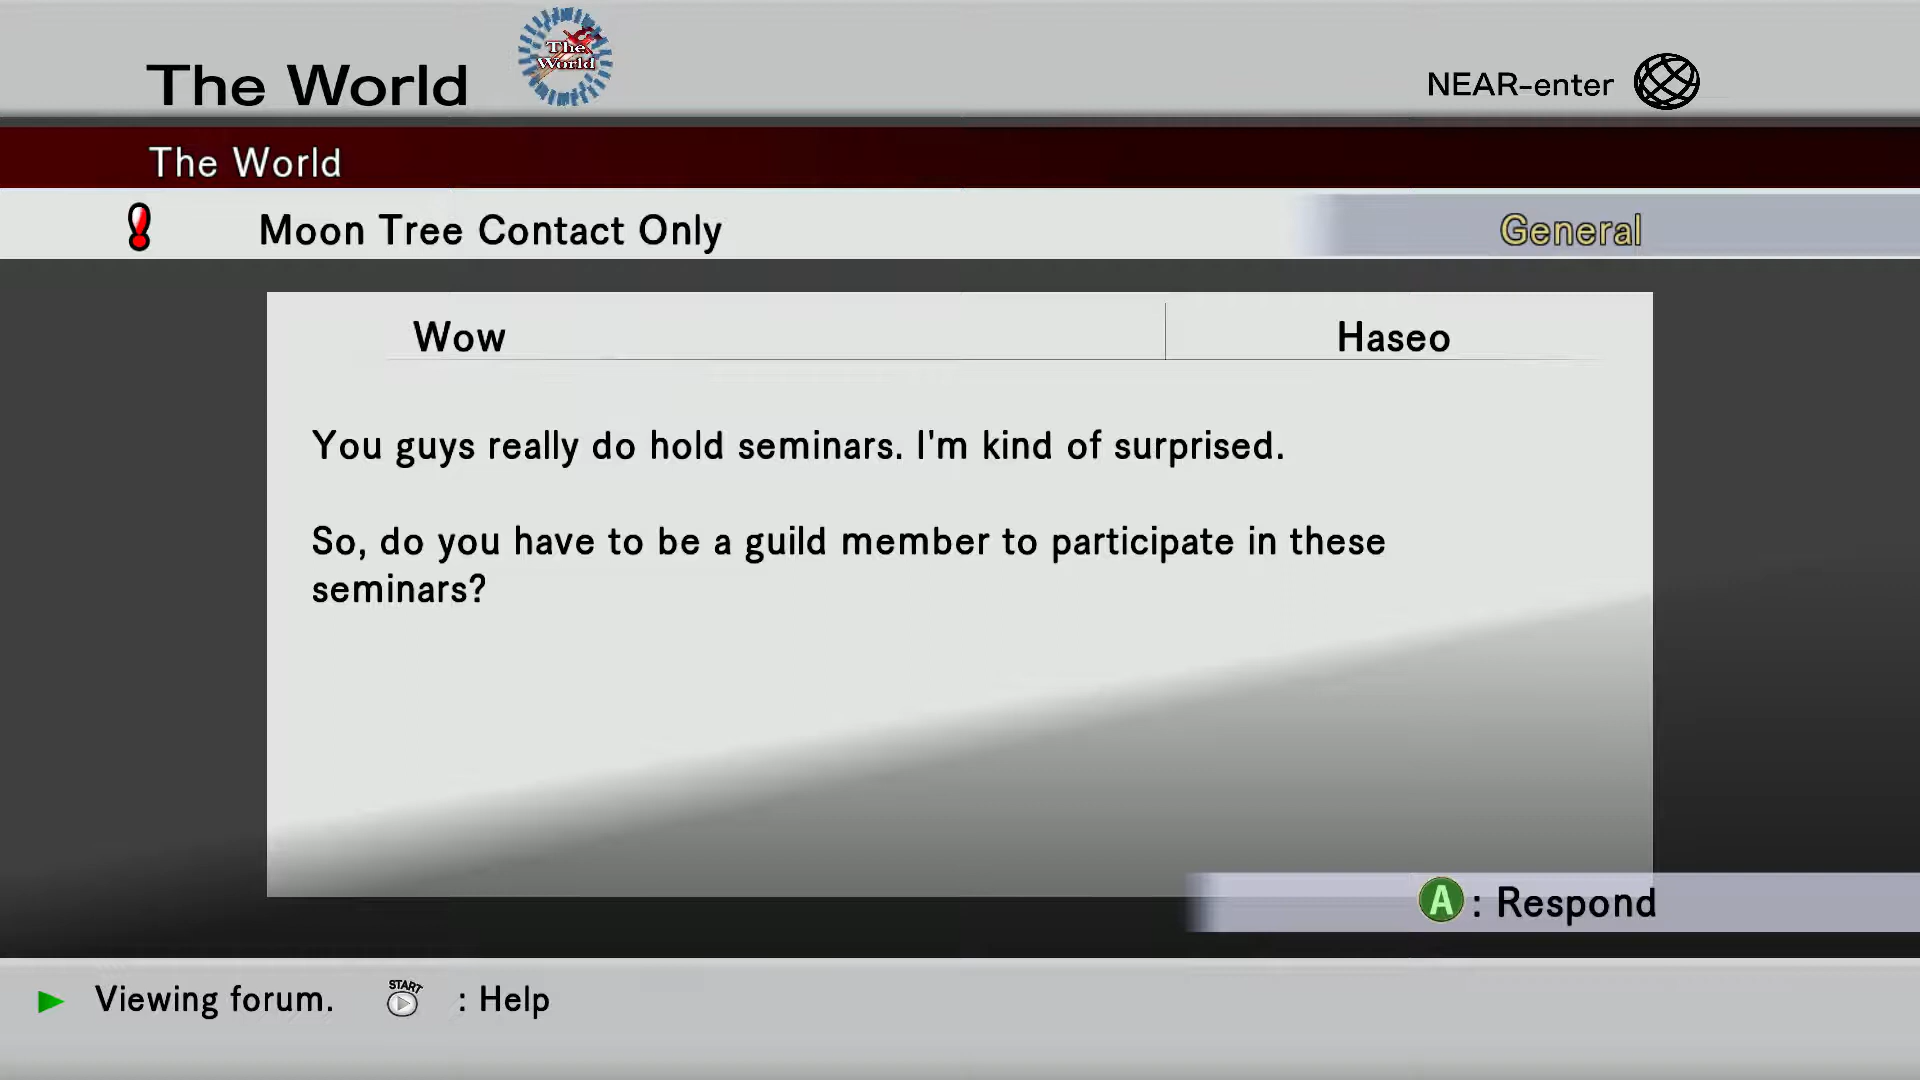 The World
The World
NEAR-enter
The World
Moon Tree Contact Only
General
Wow
Haseo
You guys really do hold seminars. I'm kind of surprised.
So, do you have to be a guild member to participate in these
seminars?
A : Respond
Viewing forum. START : Help